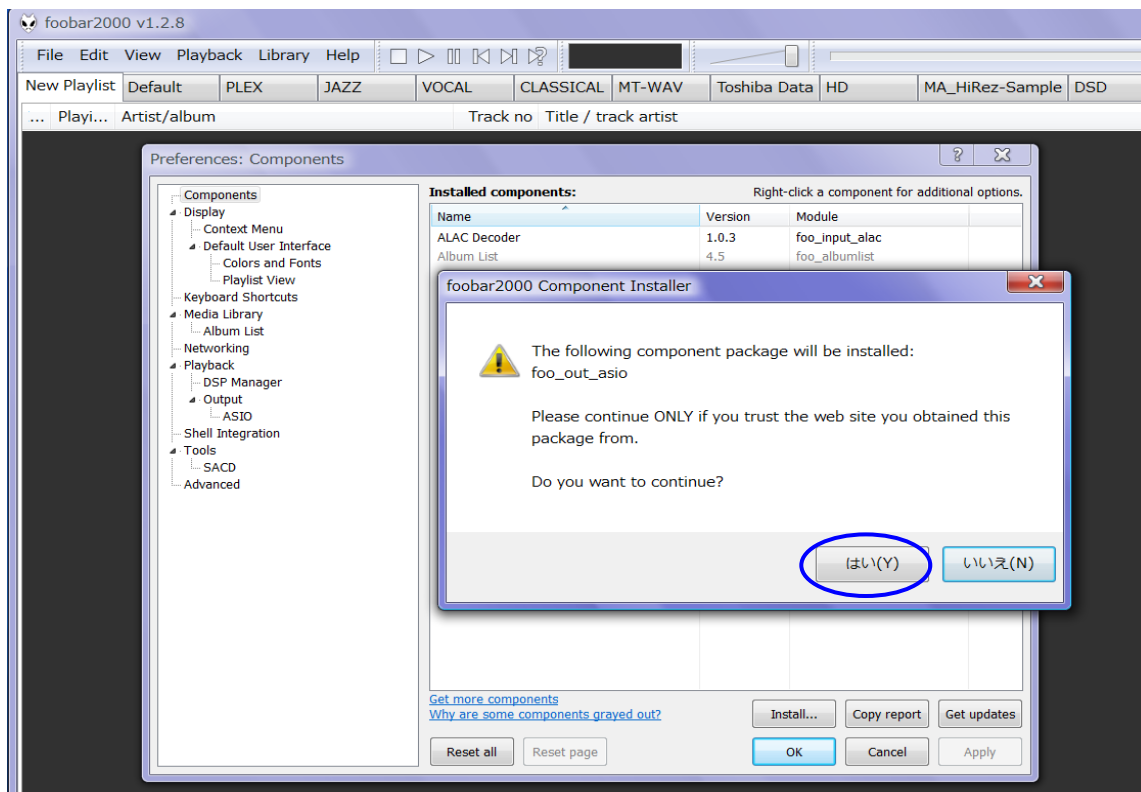 foobar2000 v1.2.8
File Edit View Playback Library Help
New Playlist Default PLEX JAZZ VOCAL CLASSICAL MT-WAV Toshiba Data HD MA_HiRez-Sample DSD
... Playi... Artist/album Track no Title / track artist
Preferences: Components
Components
Display
Context Menu
Default User Interface
Colors and Fonts
Playlist View
Keyboard Shortcuts
Media Library
Album List
Networking
Playback
DSP Manager
Output
ASIO
Shell Integration
Tools
SACD
Advanced
Installed components: Right-click a component for additional options.
Name Version Module
ALAC Decoder 1.0.3 foo_input_alac
Album List 4.5 foo_albumlist
foobar2000 Component Installer
The following component package will be installed:
foo_out_asio
Please continue ONLY if you trust the web site you obtained this
package from.
Do you want to continue?
はい(Y) いいえ(N)
Get more components
Why are some components grayed out?
Install... Copy report Get updates
Reset all Reset page OK Cancel Apply